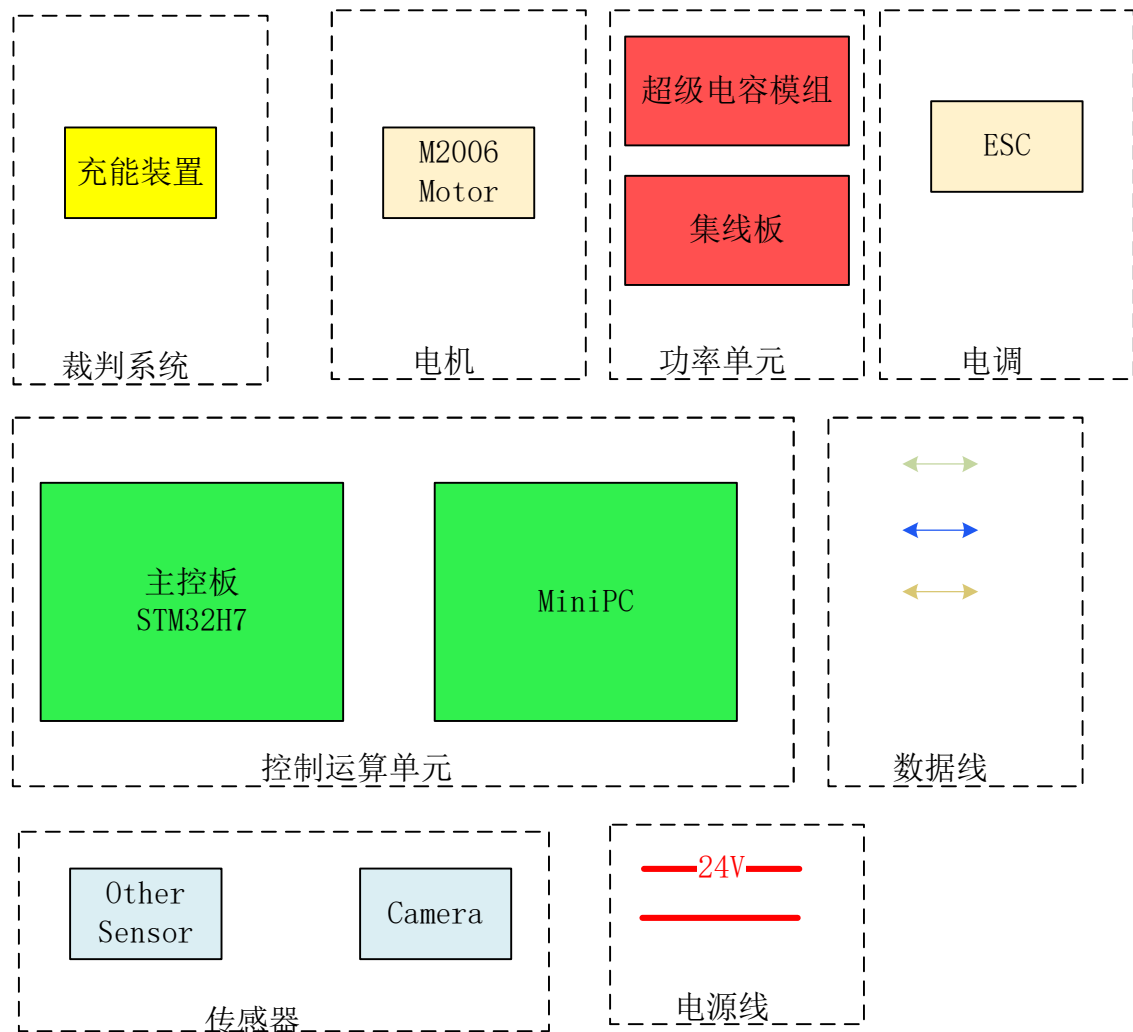 充能装置
裁判系统
M2006
Motor
电机
超级电容模组
集线板
功率单元
ESC
电调
主控板
STM32H7
MiniPC
控制运算单元
数据线
Other
Sensor
Camera
传感器
24V
电源线